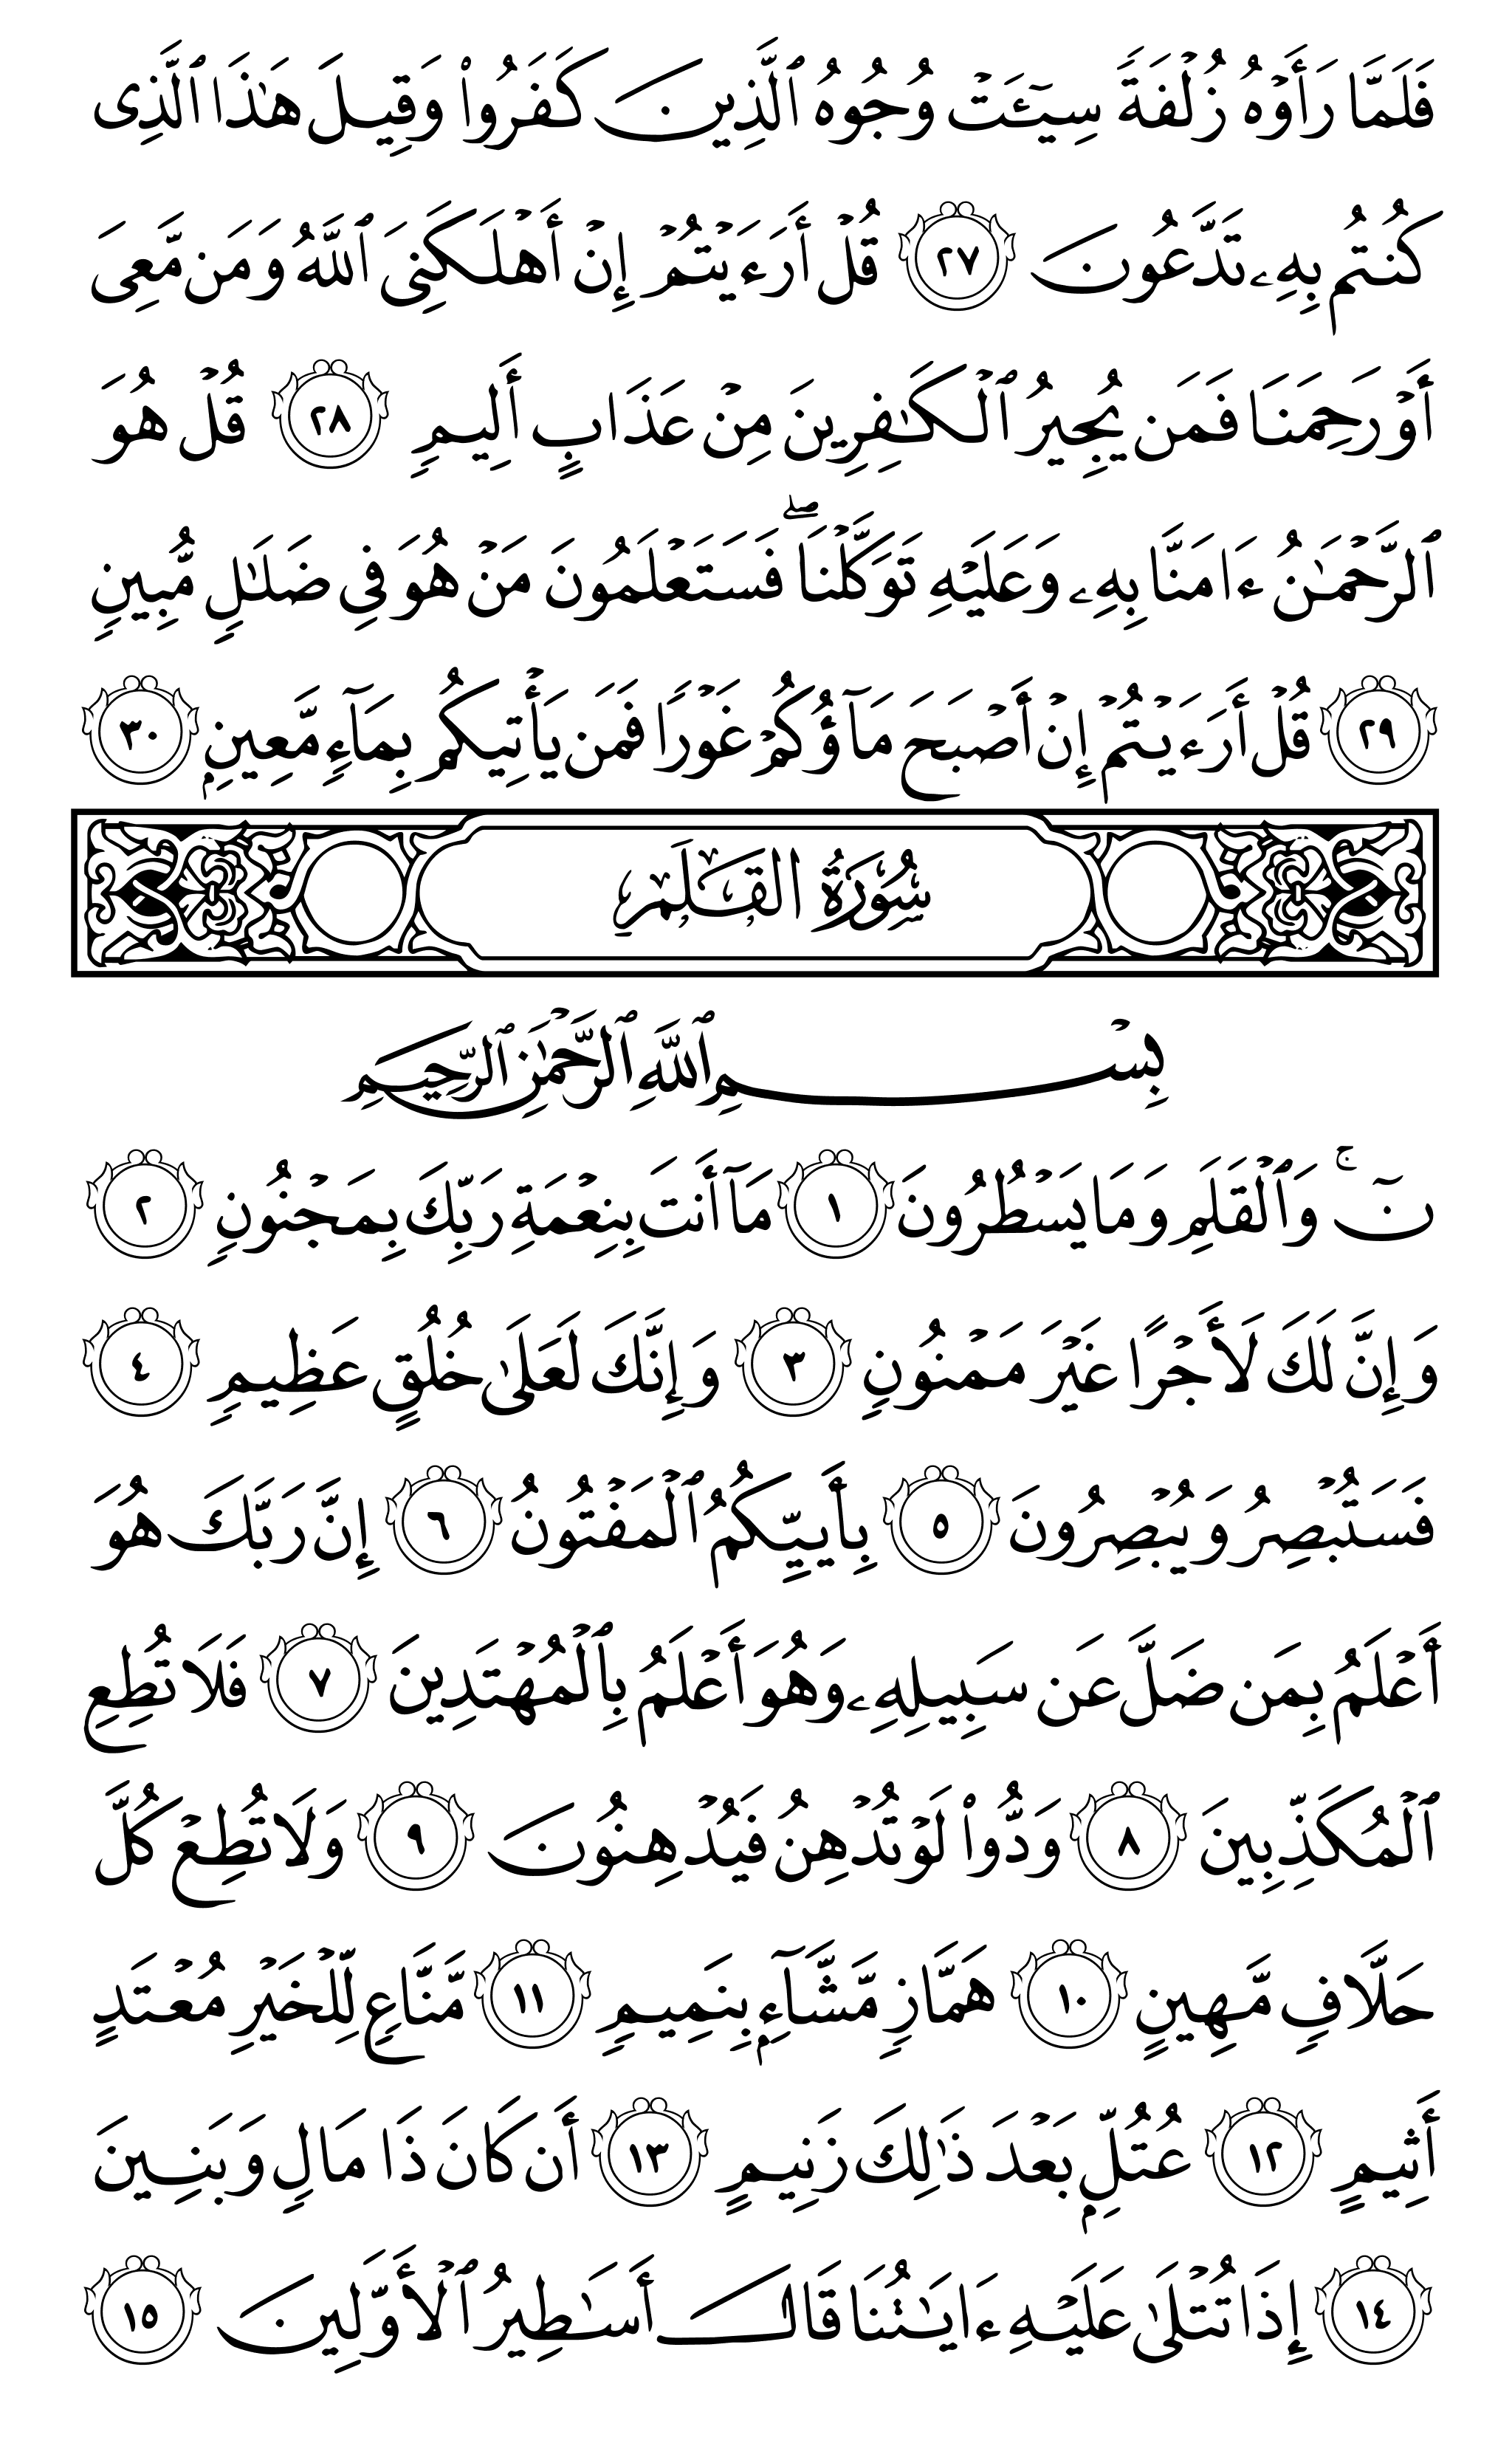 فَلَمَّا رَأَوۡهُ زُلۡفَةٗ سِيٓـَٔتۡ وُجُوهُ ٱلَّذِينَ كَفَرُواْ وَقِيلَ هَٰذَا ٱلَّذِى
كُنتُم بِهِۦ تَدَّعُونَ ٢٧ قُلۡ أَرَءَيۡتُمۡ إِنۡ أَهۡلَكَنِىَ ٱللَّهُ وَمَن مَّعِىَ
أَوۡ رَحِمَنَا فَمَن يُجِيرُ ٱلۡكَٰفِرِينَ مِنۡ عَذَابٍ أَلِيمٖ ٢٨ قُلۡ هُوَ
ٱلرَّحۡمَٰنُ ءَامَنَّا بِهِۦ وَعَلَيۡهِ تَوَكَّلۡنَاۖ فَسَتَعۡلَمُونَ مَنۡ هُوَ فِى ضَلَٰلٖ مُّبِينٖ
٢٩ قُلۡ أَرَءَيۡتُمۡ إِنۡ أَصۡبَحَ مَآؤُكُمۡ غَوۡرٗا فَمَن يَأۡتِيكُم بِمَآءٖ مَّعِينِۭ ٣٠
سُورَةُ القَلَمِ
بِسۡمِ ٱللَّهِ ٱلرَّحۡمَٰنِ ٱلرَّحِيمِ
نٓۚ وَٱلۡقَلَمِ وَمَا يَسۡطُرُونَ ١ مَآ أَنتَ بِنِعۡمَةِ رَبِّكَ بِمَجۡنُونٖ ٢
وَإِنَّ لَكَ لَأَجۡرًا غَيۡرَ مَمۡنُونٖ ٣ وَإِنَّكَ لَعَلَىٰ خُلُقٍ عَظِيمٖ ٤
فَسَتُبۡصِرُ وَيُبۡصِرُونَ ٥ بِأَييِّكُمُ ٱلۡمَفۡتُونُ ٦ إِنَّ رَبَّكَ هُوَ
أَعۡلَمُ بِمَن ضَلَّ عَن سَبِيلِهِۦ وَهُوَ أَعۡلَمُ بِٱلۡمُهۡتَدِينَ ٧ فَلَا تُطِعِ
ٱلۡمُكَذِّبِينَ ٨ وَدُّواْ لَوۡ تُدۡهِنُ فَيُدۡهِنُونَ ٩ وَلَا تُطِعۡ كُلَّ
حَلَّافٖ مَّهِينٍ ١٠ هَمَّازٖ مَّشَّآءِۭ بِنَمِيمٖ ١١ مَّنَّاعٖ لِّلۡخَيۡرِ مُعۡتَدٍ
أَثِيمٍ ١٢ عُتُلِّۭ بَعۡدَ ذَٰلِكَ زَنِيمٍ ١٣ أَن كَانَ ذَا مَالٖ وَبَنِينَ
١٤ إِذَا تُتۡلَىٰ عَلَيۡهِ ءَايَٰتُنَا قَالَ أَسَٰطِيرُ ٱلۡأَوَّلِينَ ١٥